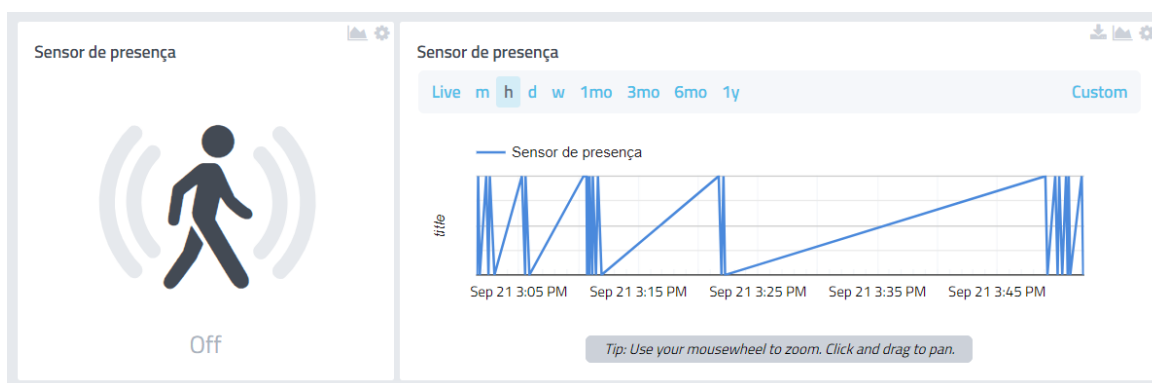 Sensor de presença
Off
Sensor de presença
Live m h d w 1mo 3mo 6mo 1y Custom
Sensor de presença
title
Sep 21 3:05 PM Sep 21 3:15 PM Sep 21 3:25 PM Sep 21 3:35 PM Sep 21 3:45 PM
Tip: Use your mousewheel to zoom. Click and drag to pan.